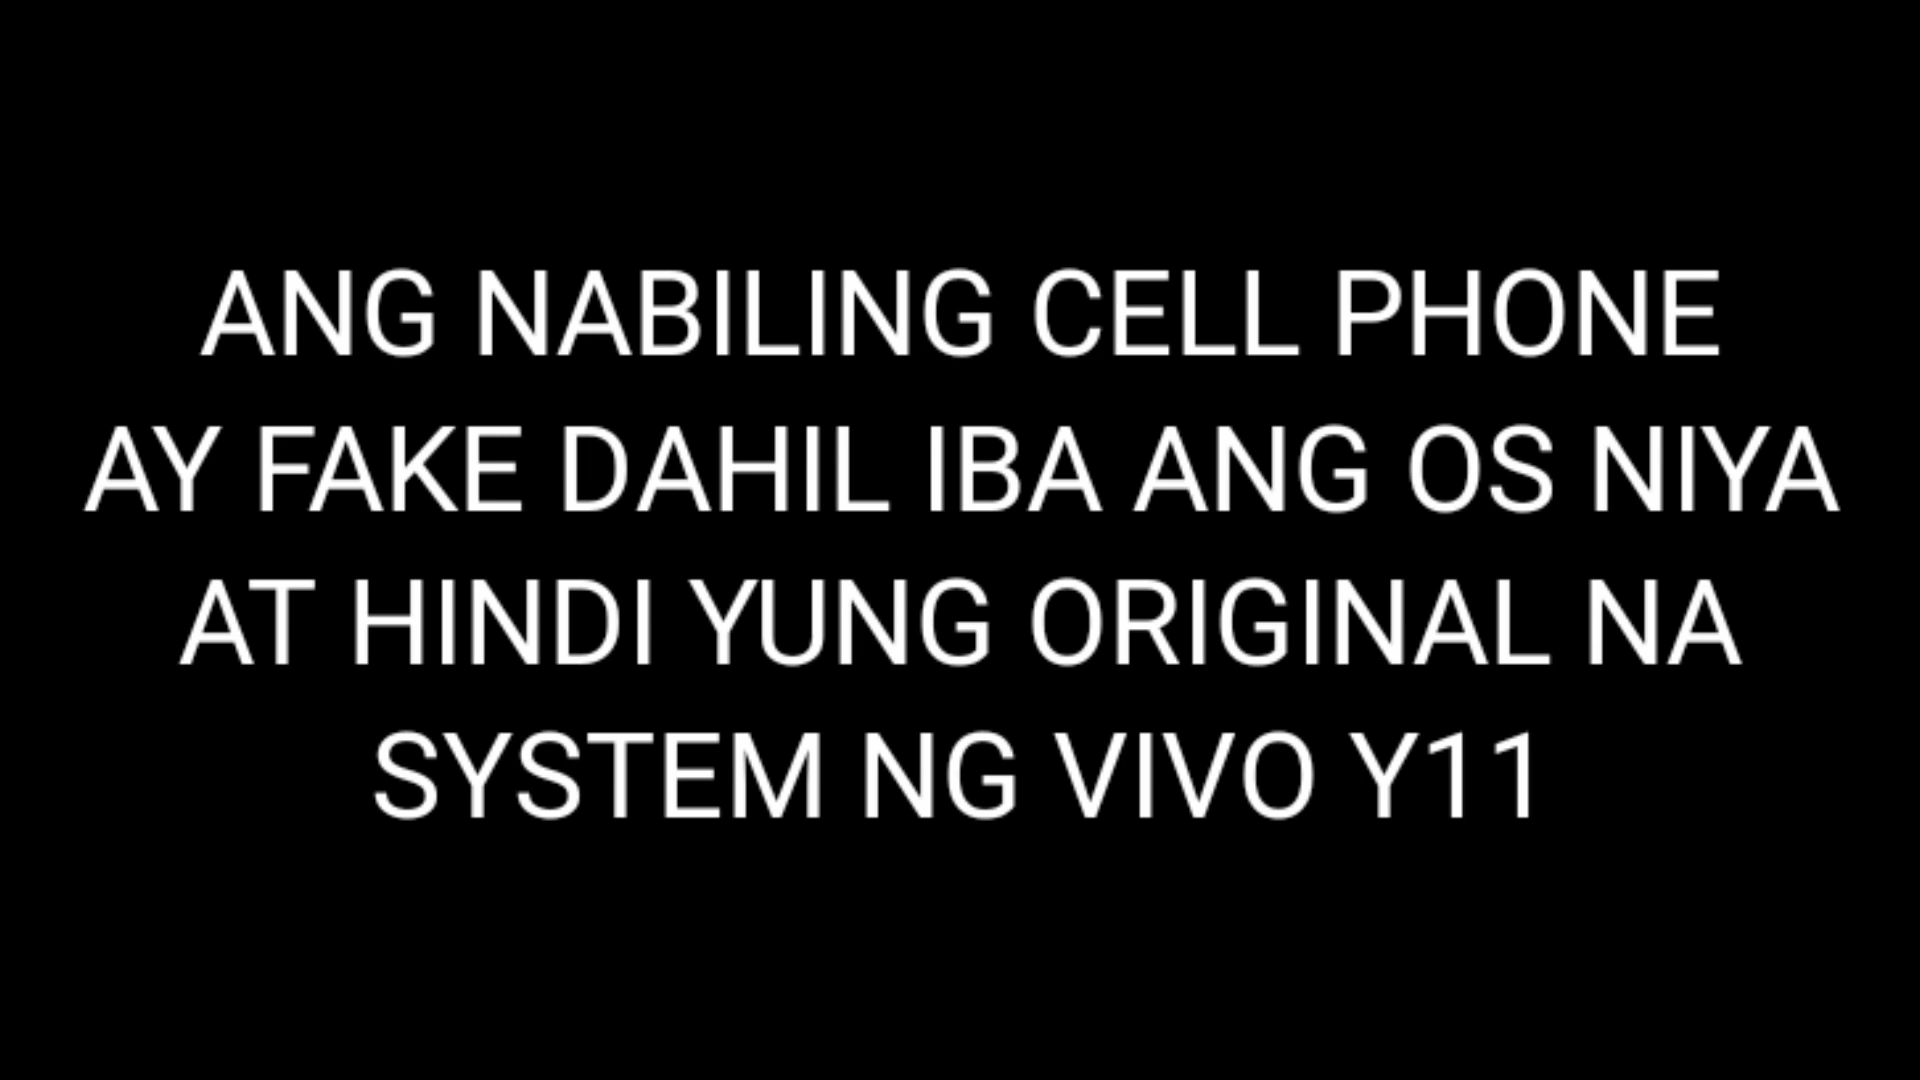 ANG NABILING CELL PHONE
AY FAKE DAHIL IBA ANG OS NIYA
AT HINDI YUNG ORIGINAL NA
SYSTEM NG VIVO Y11